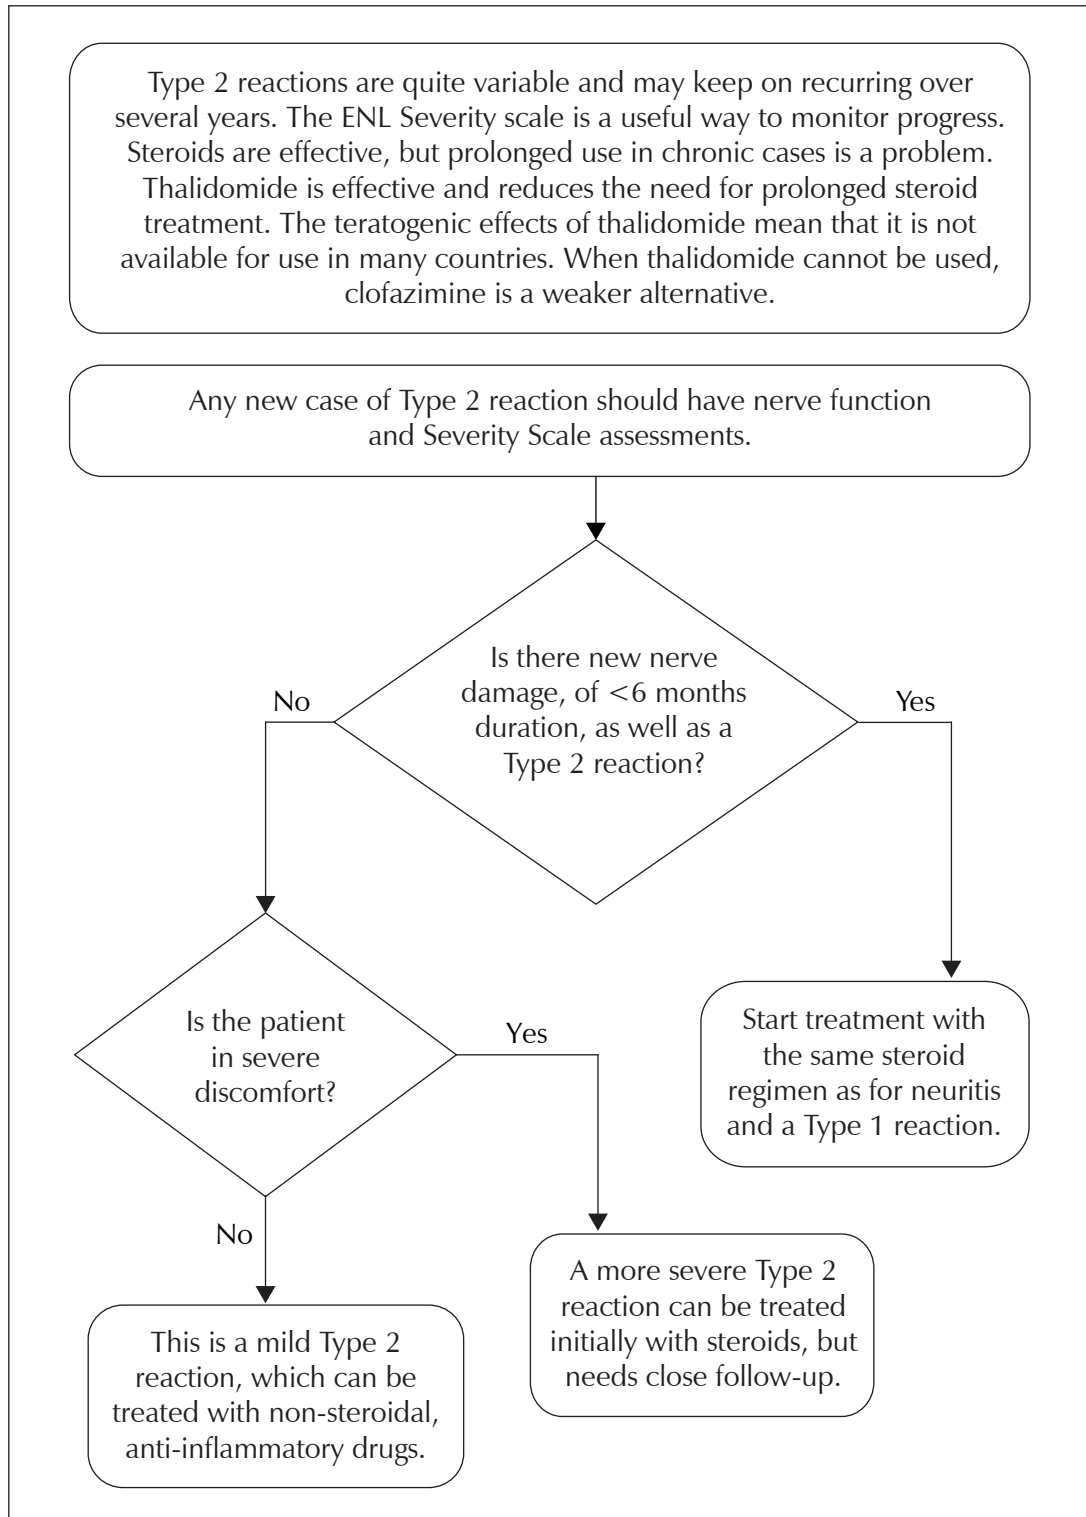 Type 2 reactions are quite variable and may keep on recurring over
several years. The ENL Severity scale is a useful way to monitor progress.
Steroids are effective, but prolonged use in chronic cases is a problem.
Thalidomide is effective and reduces the need for prolonged steroid
treatment. The teratogenic effects of thalidomide mean that it is not
available for use in many countries. When thalidomide cannot be used,
clofazimine is a weaker alternative.
Any new case of Type 2 reaction should have nerve function
and Severity Scale assessments.
Is there new nerve
damage, of <6 months
duration, as well as a
Type 2 reaction?
No
Yes
Is the patient
in severe
discomfort?
Yes
No
Start treatment with
the same steroid
regimen as for neuritis
and a Type 1 reaction.
A more severe Type 2
reaction can be treated
initially with steroids, but
needs close follow-up.
This is a mild Type 2
reaction, which can be
treated with non-steroidal,
anti-inflammatory drugs.